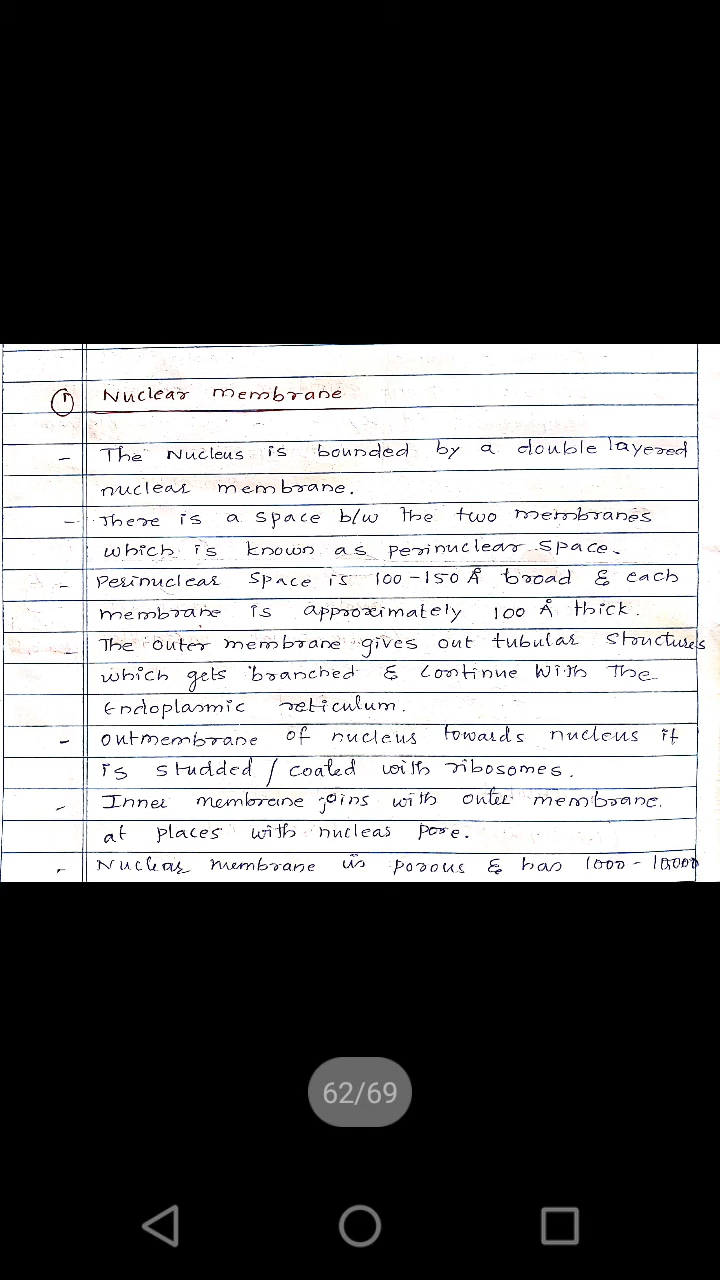 ① Nuclear membrane
- The Nucleus is bounded by a double layered
nuclear membrane.
- There is a space b/w the two membranes
which is known as perinuclear space.
- Perinuclear Space is 100-150 Å broad & each
membrane is approximately 100 Å thick.
- The outer membrane gives out tubular structures
which gets branched & continue with the
Endoplasmic reticulum.
- outmembrane of nucleus towards nucleus it
is studded / coated with ribosomes.
- Inner membrane joins with outer membrane.
at places with nuclear pore.
- Nuclear membrane is porous & has 1000 - 10000
62/69